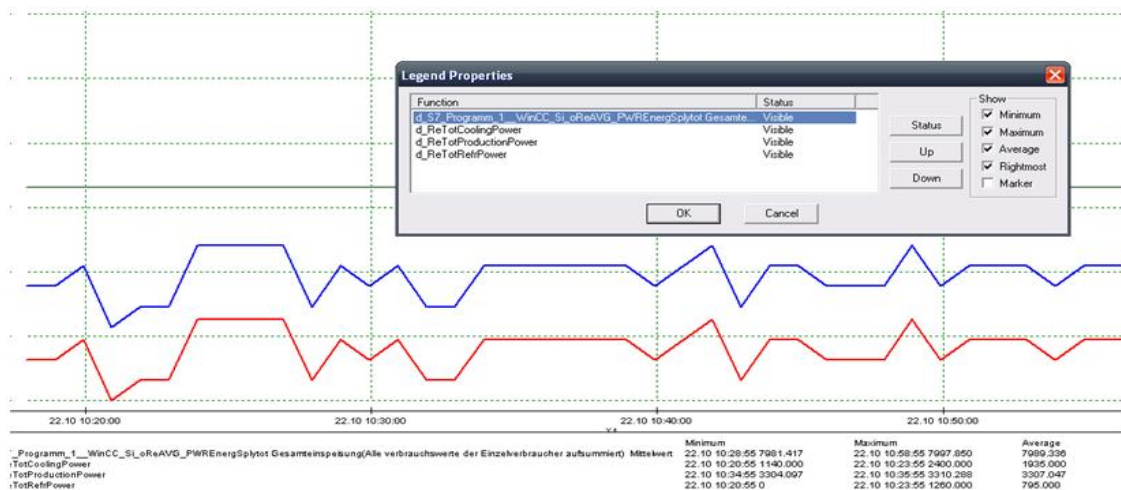 Legend Properties
Function Status
d_S7_Programm_1__WinCC_Si_oReAVG_PWREnergSplytot Gesamte... Visible
d_ReTotCoolingPower Visible
d_ReTotProductionPower Visible
d_ReTotRefrPower Visible
Status
Up
Down
Show
Minimum
Maximum
Average
Rightmost
Marker
OK Cancel
22.10 10:20:00 22.10 10:30:00 22.10 10:40:00 22.10 10:50:00
Minimum Maximum Average
_Programm_1__WinCC_Si_oReAVG_PWREnergSplytot Gesamteinspeisung(Alle verbrauchswerte der Einzelverbraucher aufsummiert) Mittelwert 22.10 10:28:55 7981.417 22.10 10:58:55 7997.850 7989.336
eTotCoolingPower 22.10 10:20:55 1140.000 22.10 10:23:55 2400.000 1935.000
eTotProductionPower 22.10 10:34:55 3304.097 22.10 10:35:55 3310.288 3307.047
eTotRefrPower 22.10 10:20:55 0 22.10 10:23:55 1260.000 795.000